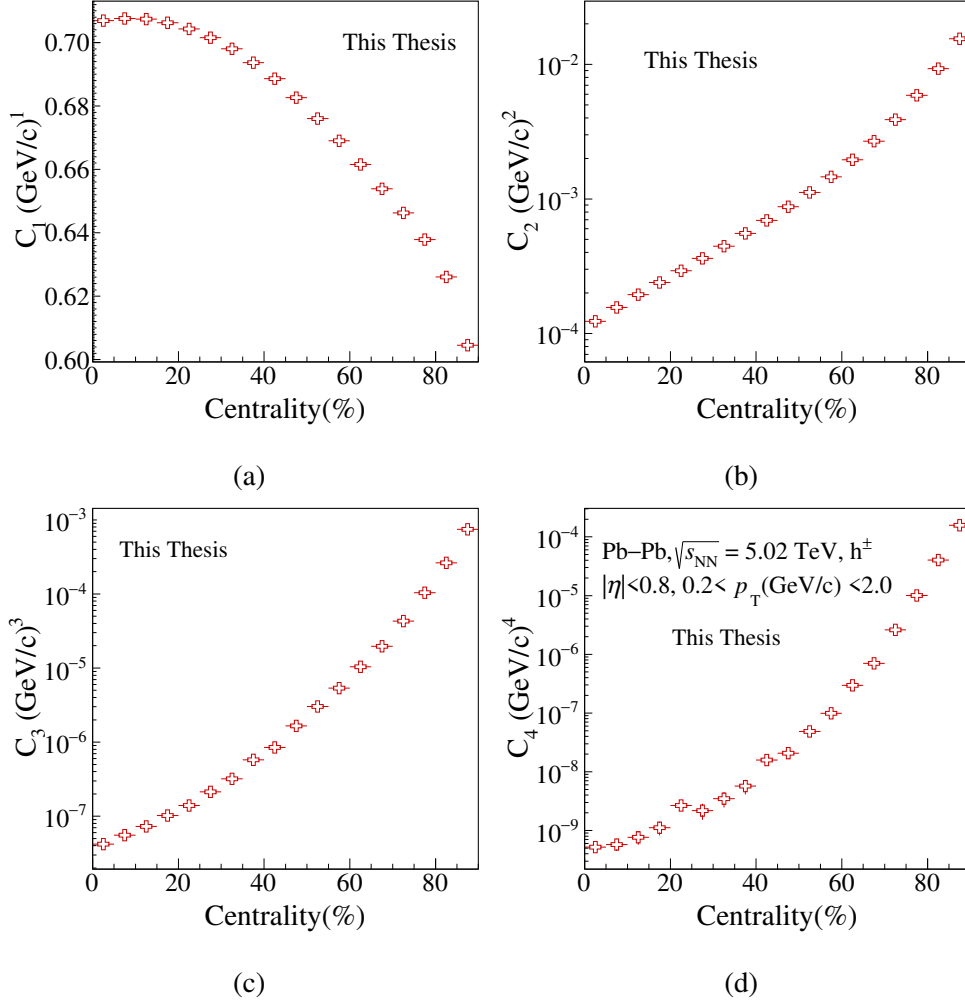 C₁ (GeV/c)¹
0.70
0.68
0.66
0.64
0.62
0.60
This Thesis
0 20 40 60 80
Centrality(%)
(a)
C₂ (GeV/c)²
10⁻²
10⁻³
10⁻⁴
This Thesis
0 20 40 60 80
Centrality(%)
(b)
C₃ (GeV/c)³
10⁻³
10⁻⁴
10⁻⁵
10⁻⁶
10⁻⁷
This Thesis
0 20 40 60 80
Centrality(%)
(c)
C₄ (GeV/c)⁴
10⁻⁴
10⁻⁵
10⁻⁶
10⁻⁷
10⁻⁸
10⁻⁹
Pb–Pb,√s_NN = 5.02 TeV, h±
|η|<0.8, 0.2< p_T(GeV/c) <2.0
This Thesis
0 20 40 60 80
Centrality(%)
(d)